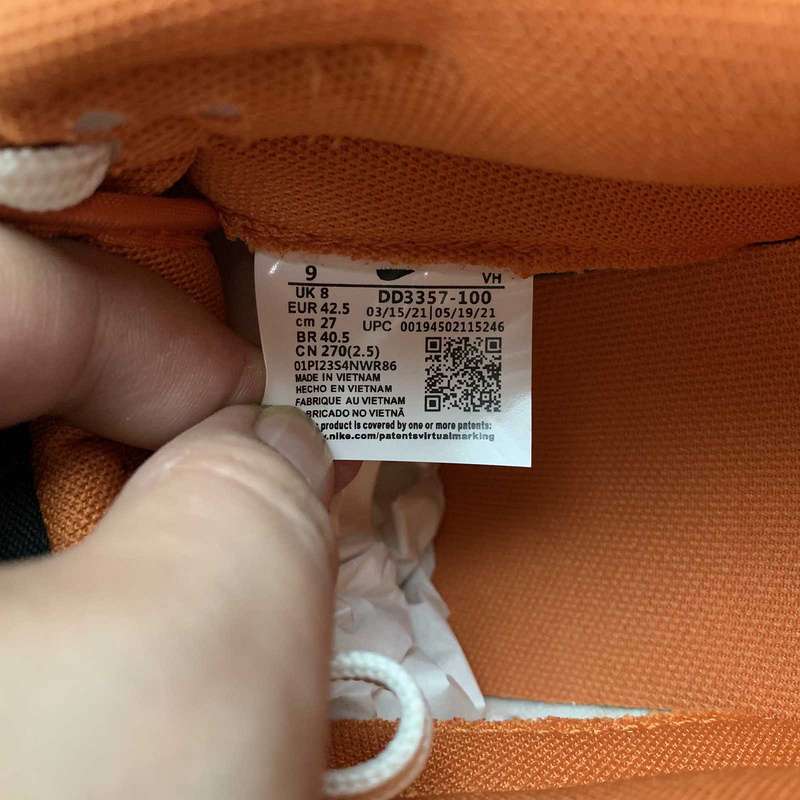 9
VH
UK 8
DD3357-100
EUR 42.5
03/15/21|05/19/21
cm 27
UPC 00194502115246
BR 40.5
CN 270(2.5)
01PI23S4NWR86
MADE IN VIETNAM
HECHO EN VIETNAM
FABRIQUE AU VIETNAM
BRICADO NO VIETNÃ
product is covered by one or more patents:
.nike.com/patentsvirtualmarking